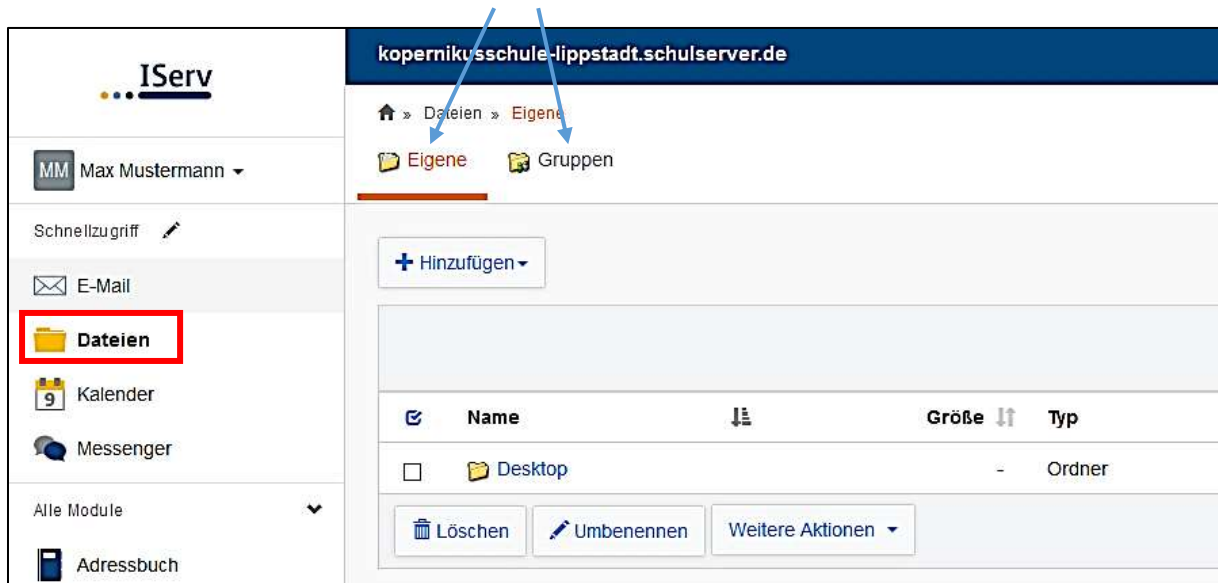 IServ
MM Max Mustermann
Schnellzugriff
E-Mail
Dateien
9 Kalender
Messenger
Alle Module
Adressbuch
kopernikusschule-lippstadt.schulserver.de
» Dateien » Eigene
Eigene Gruppen
+ Hinzufügen
Name Größe Typ
Desktop - Ordner
Löschen Umbenennen Weitere Aktionen